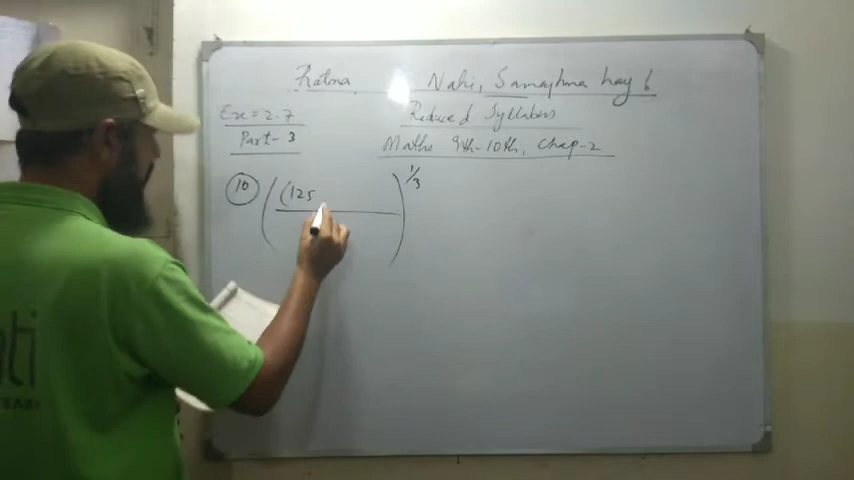 Ratna Nahi, Samajhna hay !
Ex = 2.7
Reduced Syllabus
Part - 3
Maths 9th-10th, Chap-2
10 ( (125 )^1/3